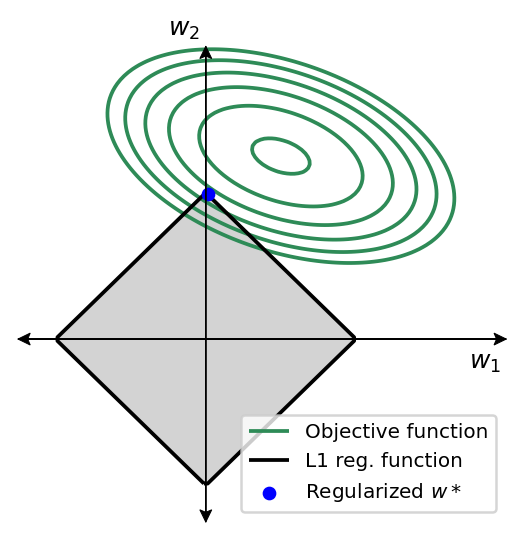 w₂
w₁
Objective function
L1 reg. function
Regularized w*